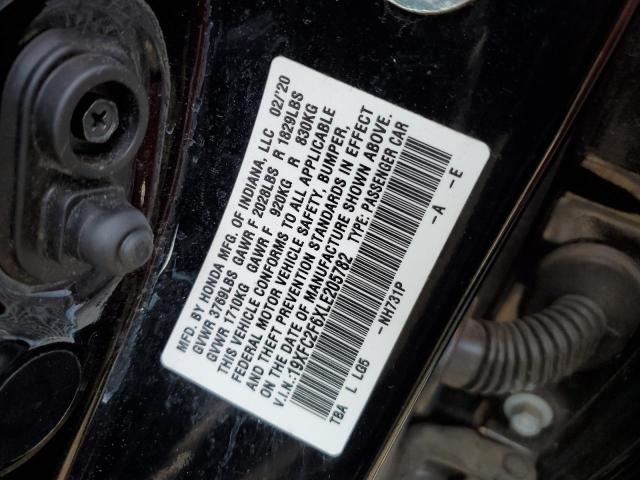 MFD. BY HONDA MFG. OF INDIANA, LLC 02/'20
GVWR 3766LBS GAWR F 2028LBS R 1829LBS
GVWR 1770KG GAWR F 920KG R 830KG
THIS VEHICLE CONFORMS TO ALL APPLICABLE
FEDERAL MOTOR VEHICLE SAFETY, BUMPER,
AND THEFT PREVENTION STANDARDS IN EFFECT
ON THE DATE OF MANUFACTURE SHOWN ABOVE.
V.I.N.:19XFC2F6XLE205782 TYPE: PASSENGER CAR
TBA L LG5 -NH731P -A -E